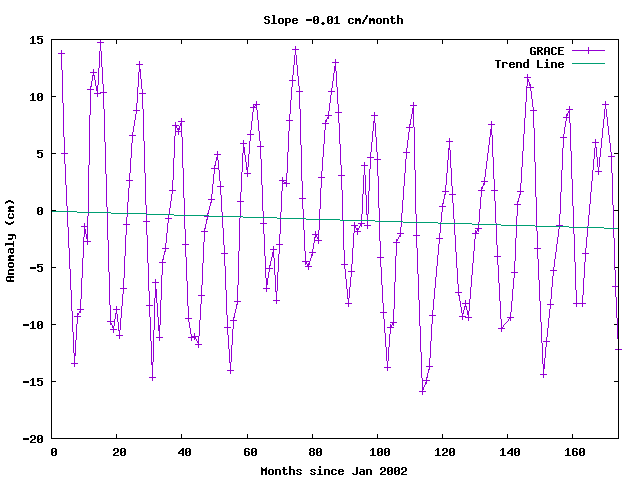 Slope -0.01 cm/month
GRACE
Trend Line
15
10
5
0
-5
-10
-15
-20
Anomaly (cm)
0 20 40 60 80 100 120 140 160
Months since Jan 2002